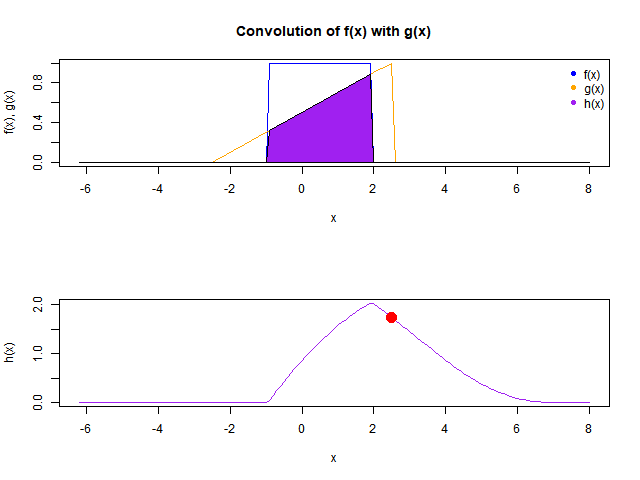 Convolution of f(x) with g(x)
f(x), g(x)
0.8
0.4
0.0
f(x)
g(x)
h(x)
-6 -4 -2 0 2 4 6 8
x
h(x)
2.0
1.0
0.0
-6 -4 -2 0 2 4 6 8
x